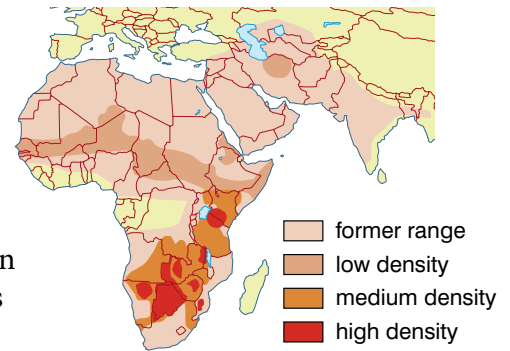 n
s
former range
low density
medium density
high density